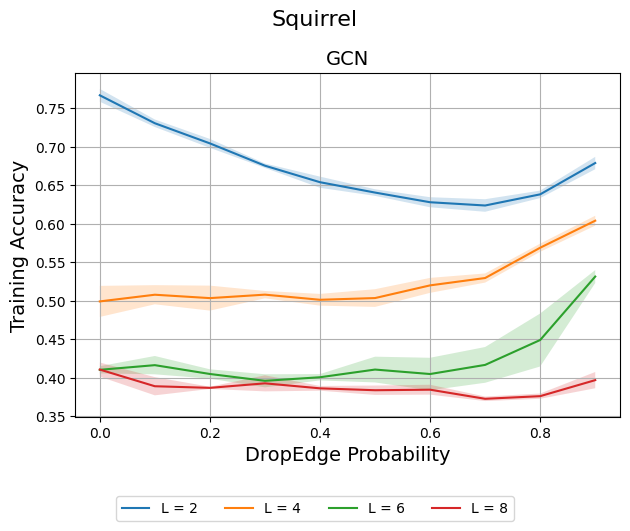 Squirrel
GCN
Training Accuracy
0.75
0.70
0.65
0.60
0.55
0.50
0.45
0.40
0.35
0.0 0.2 0.4 0.6 0.8
DropEdge Probability
L = 2 L = 4 L = 6 L = 8